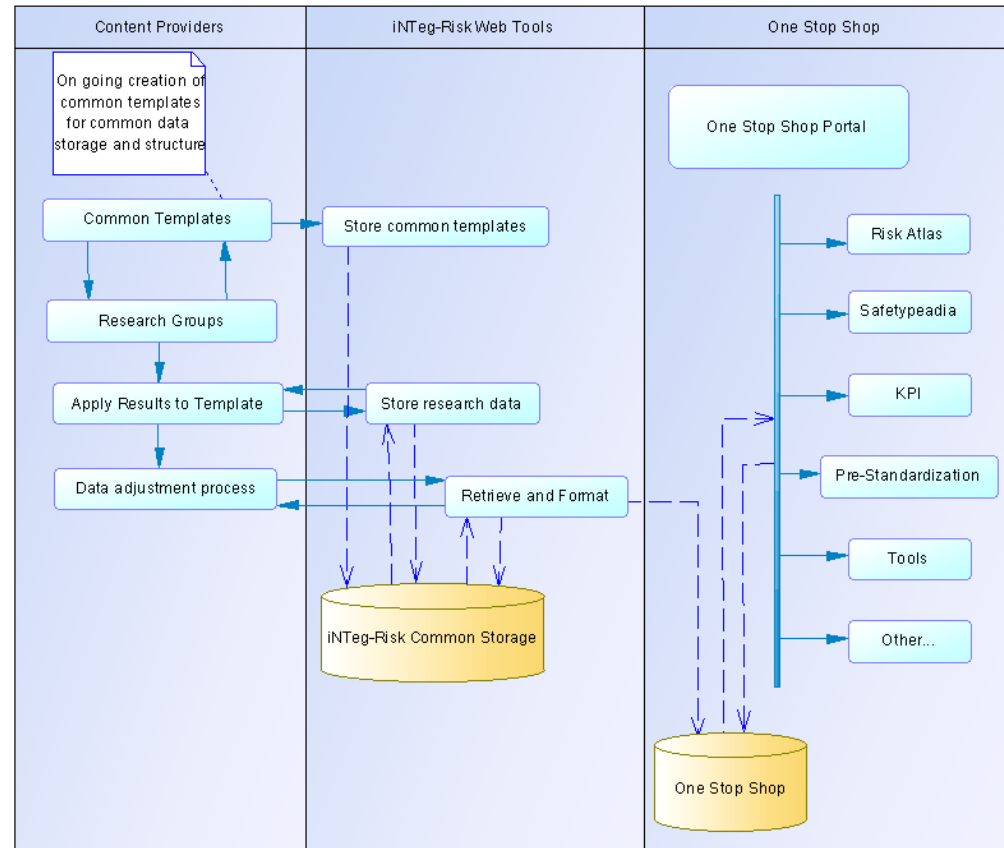 Content Providers
iNTeg-Risk Web Tools
One Stop Shop
On going creation of
common templates
for common data
storage and structure
One Stop Shop Portal
Common Templates
Store common templates
Risk Atlas
Research Groups
Safetypeadia
Apply Results to Template
Store research data
KPI
Data adjustment process
Retrieve and Format
Pre-Standardization
Tools
iNTeg-Risk Common Storage
Other...
One Stop Shop